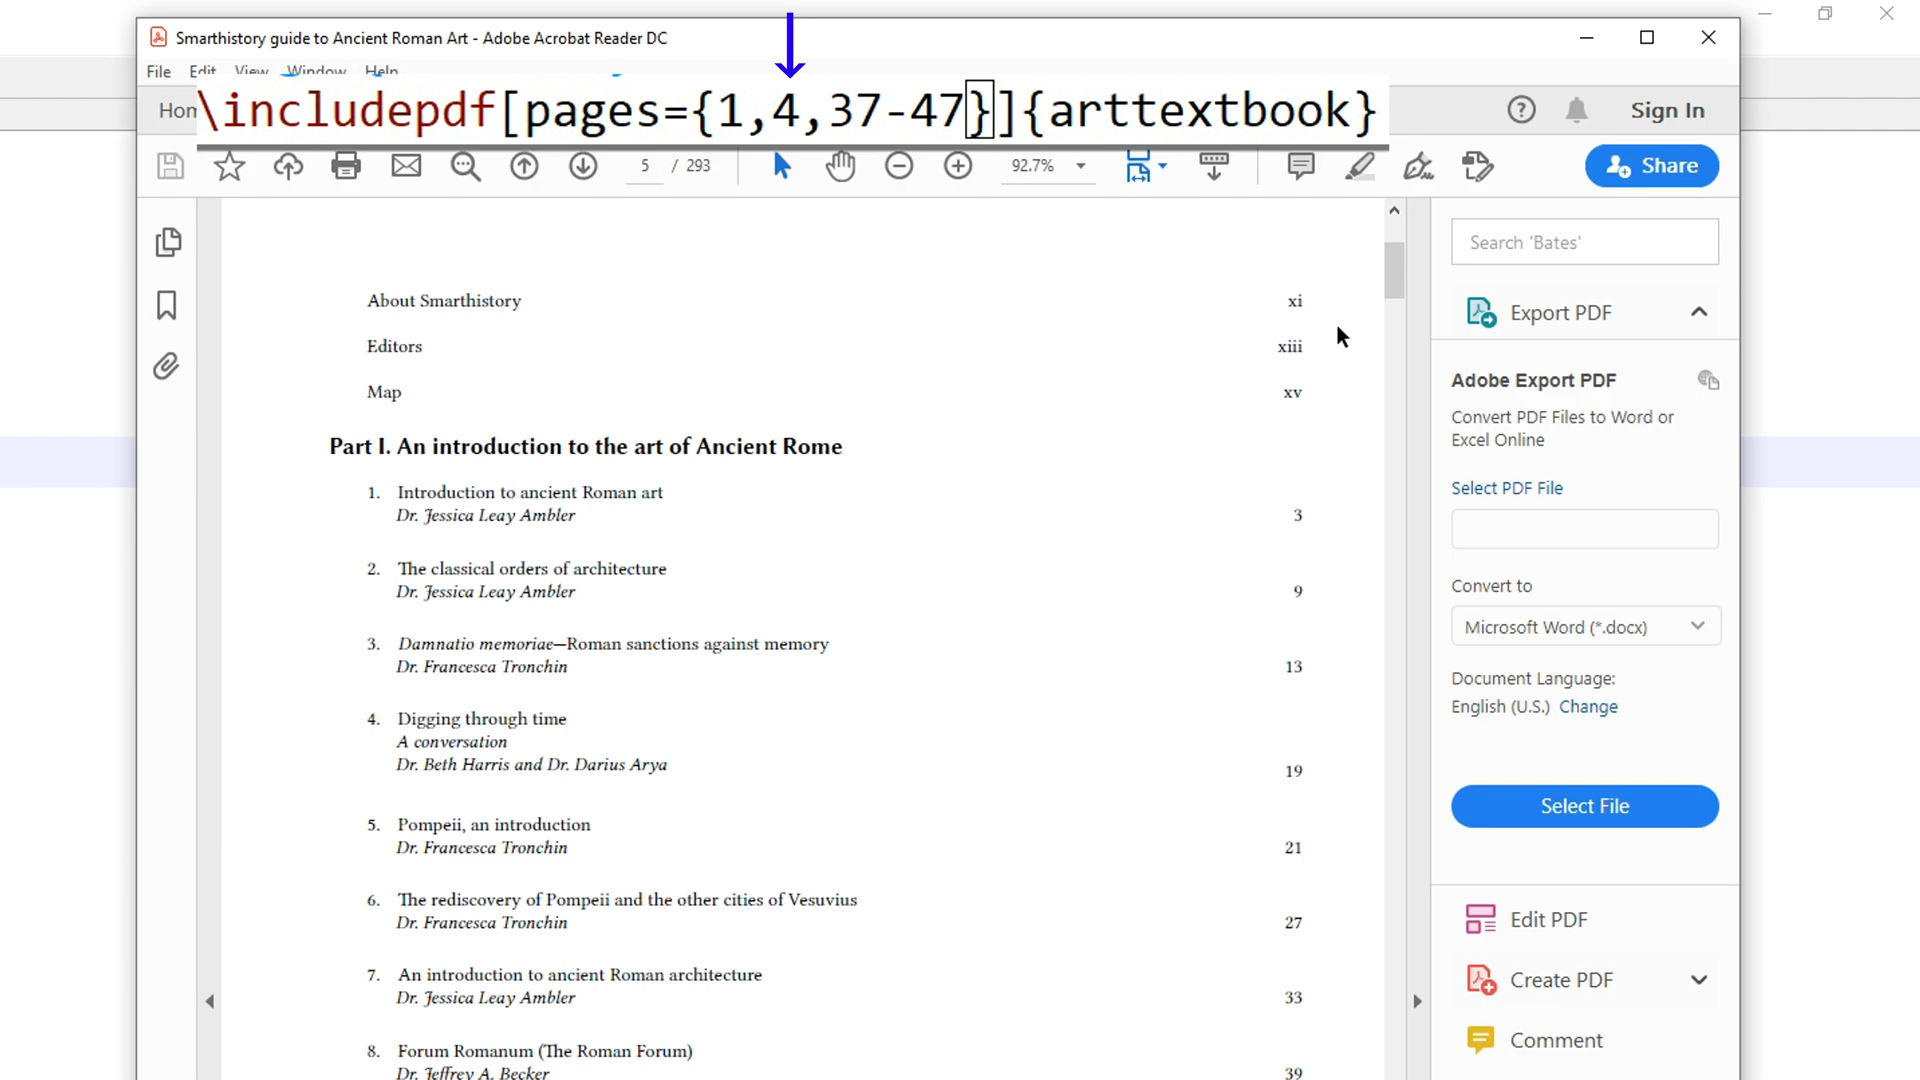 Smarthistory guide to Ancient Roman Art - Adobe Acrobat Reader DC
File Edit View Window Help
Hom
\includepdf[pages={1,4,37-47}]{arttextbook}
Sign In
5 / 293
92.7%
Share
About Smarthistory xi
Editors xiii
Map xv
Part I. An introduction to the art of Ancient Rome
1. Introduction to ancient Roman art
Dr. Jessica Leay Ambler 3
2. The classical orders of architecture
Dr. Jessica Leay Ambler 9
3. Damnatio memoriae—Roman sanctions against memory
Dr. Francesca Tronchin 13
4. Digging through time
A conversation
Dr. Beth Harris and Dr. Darius Arya 19
5. Pompeii, an introduction
Dr. Francesca Tronchin 21
6. The rediscovery of Pompeii and the other cities of Vesuvius
Dr. Francesca Tronchin 27
7. An introduction to ancient Roman architecture
Dr. Jessica Leay Ambler 33
8. Forum Romanum (The Roman Forum)
Dr. Jeffrey A. Becker 39
Search 'Bates'
Export PDF
Adobe Export PDF
Convert PDF Files to Word or
Excel Online
Select PDF File
Convert to
Microsoft Word (*.docx)
Document Language:
English (U.S.) Change
Select File
Edit PDF
Create PDF
Comment